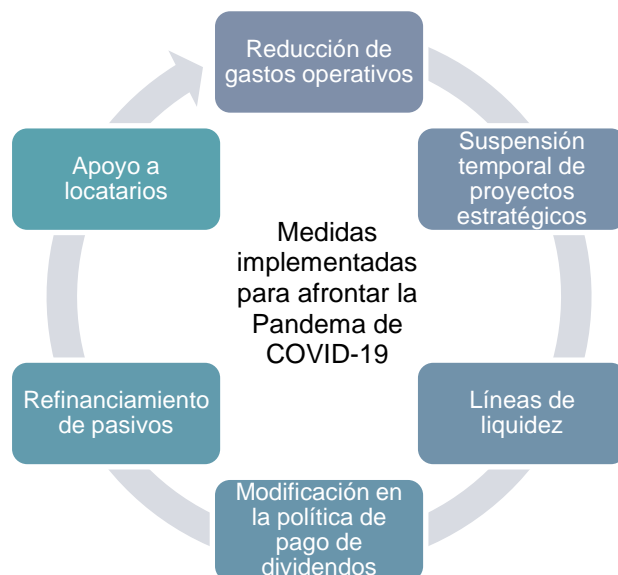 Reducción de
gastos operativos
Suspensión
temporal de
proyectos
estratégicos
Líneas de
liquidez
Modificación en
la política de
pago de
dividendos
Refinanciamiento
de pasivos
Apoyo a
locatarios
Medidas
implementadas
para afrontar la
Pandema de
COVID-19